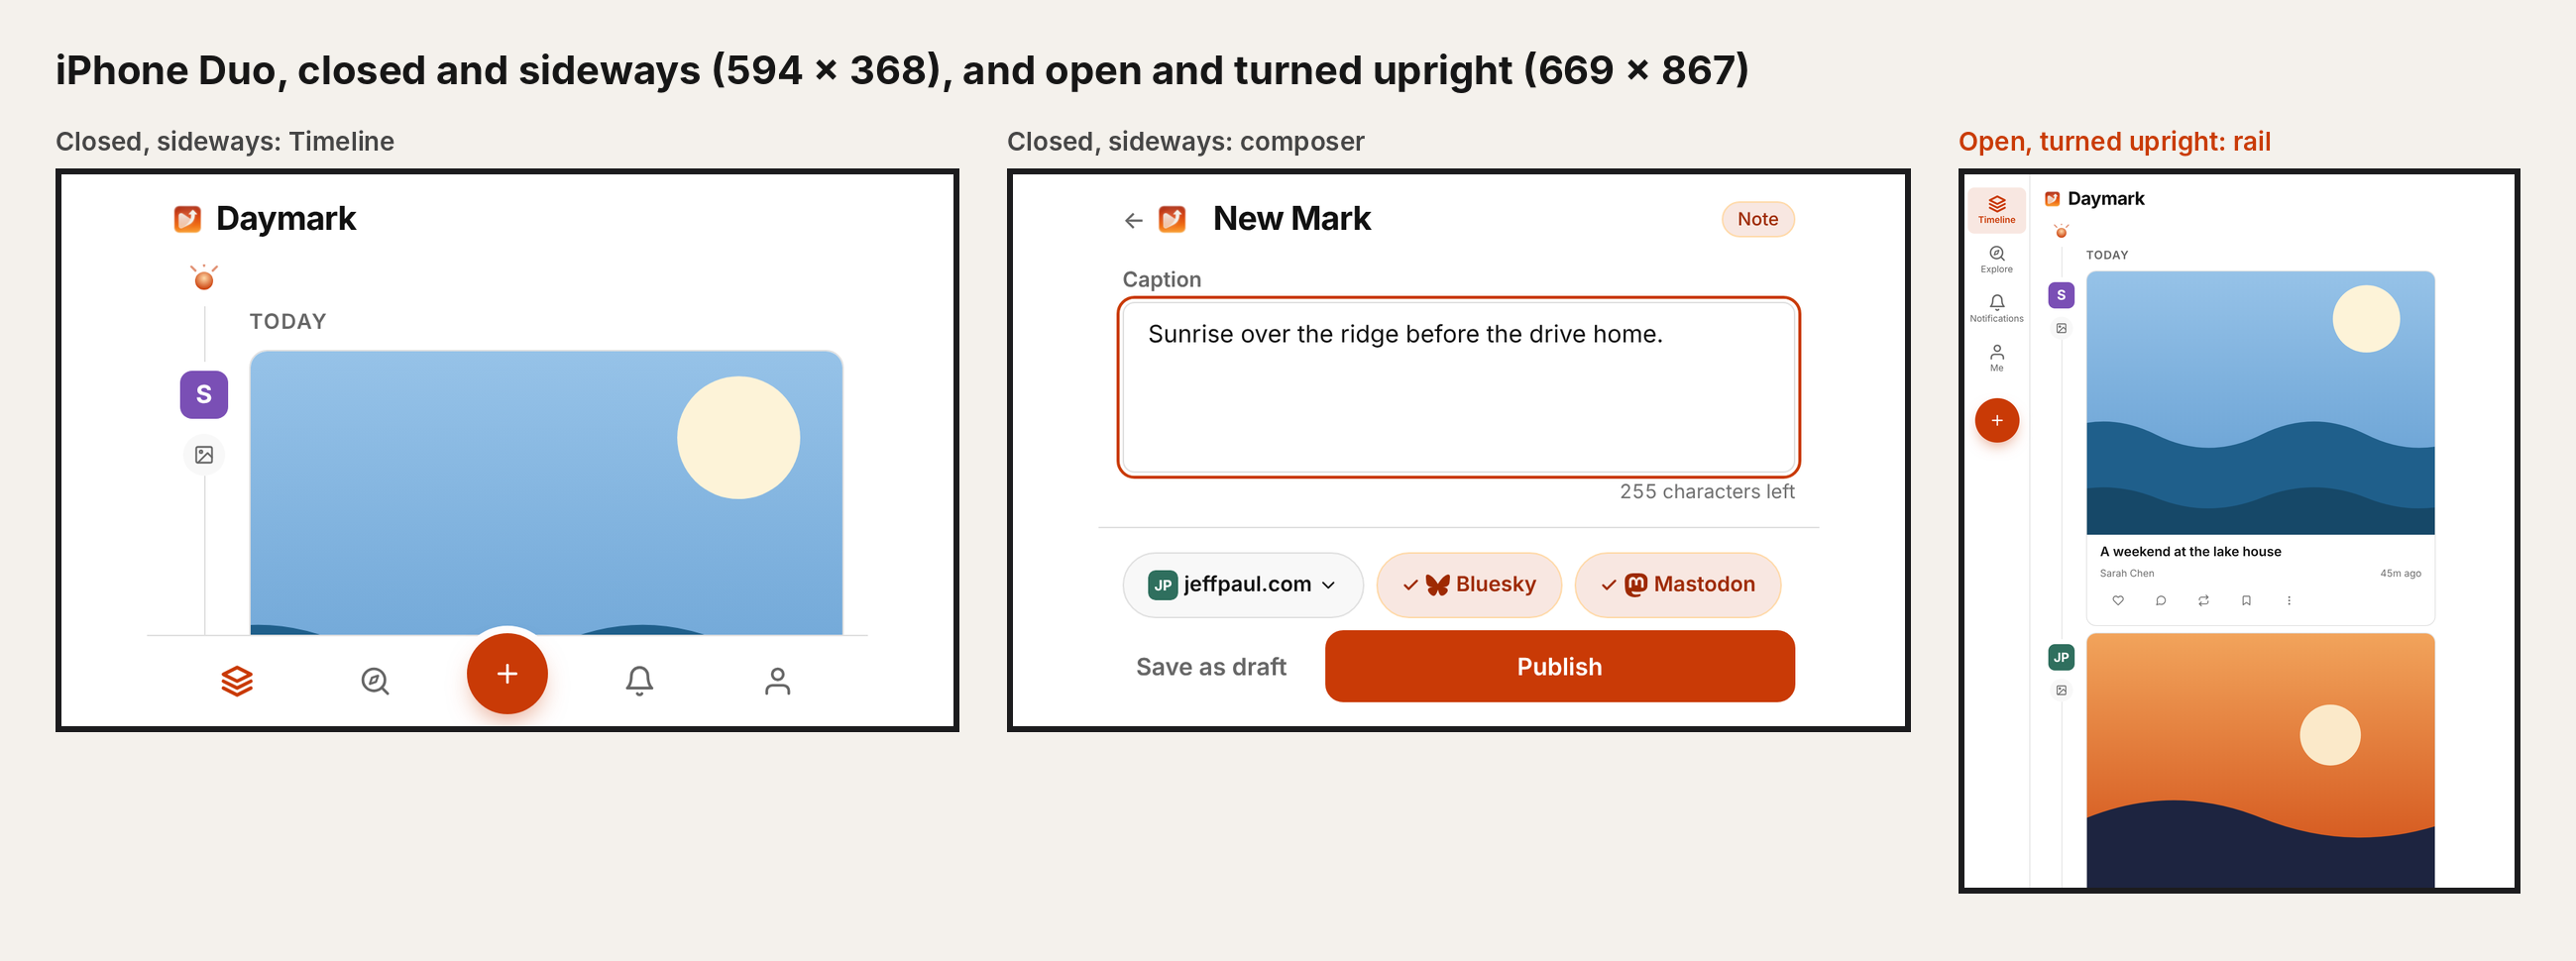 iPhone Duo, closed and sideways (594 × 368), and open and turned upright (669 × 867)
Closed, sideways: Timeline
Daymark
TODAY
S
Closed, sideways: composer
New Mark
Note
Caption
Sunrise over the ridge before the drive home.
255 characters left
JP jeffpaul.com
Bluesky
Mastodon
Save as draft
Publish
Open, turned upright: rail
Timeline
Explore
Notifications
Me
Daymark
TODAY
S
A weekend at the lake house
Sarah Chen
45m ago
JP